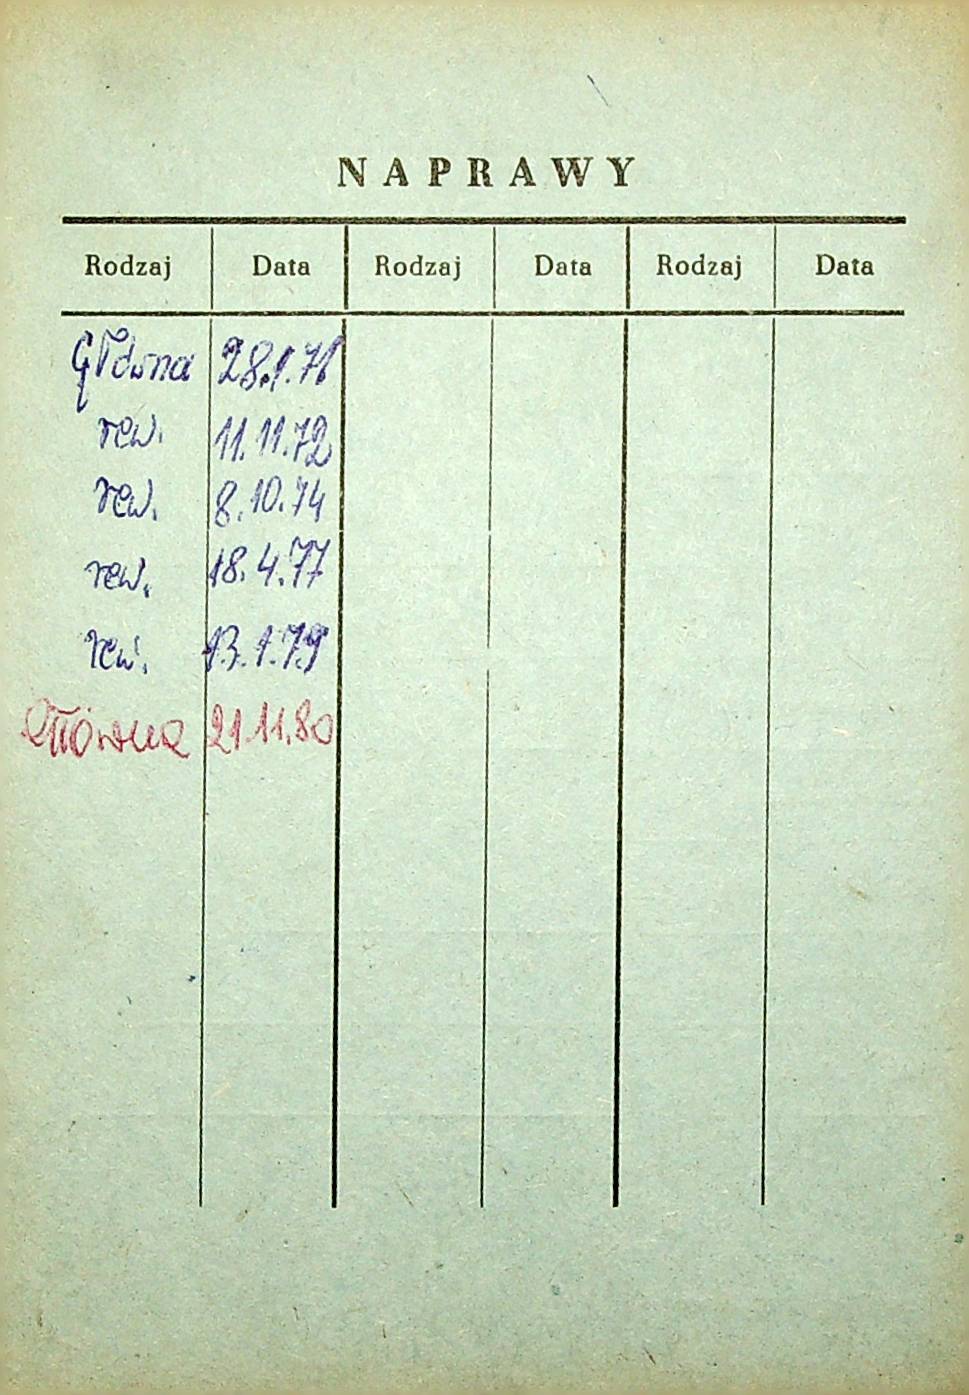 NAPRAWY
Rodzaj Data Rodzaj Data Rodzaj Data
Główna 28.1.71
rew. 11.11.72
rew. 8.10.74
rew. 18.4.77
rew. 13.1.79
Główna 21.11.80